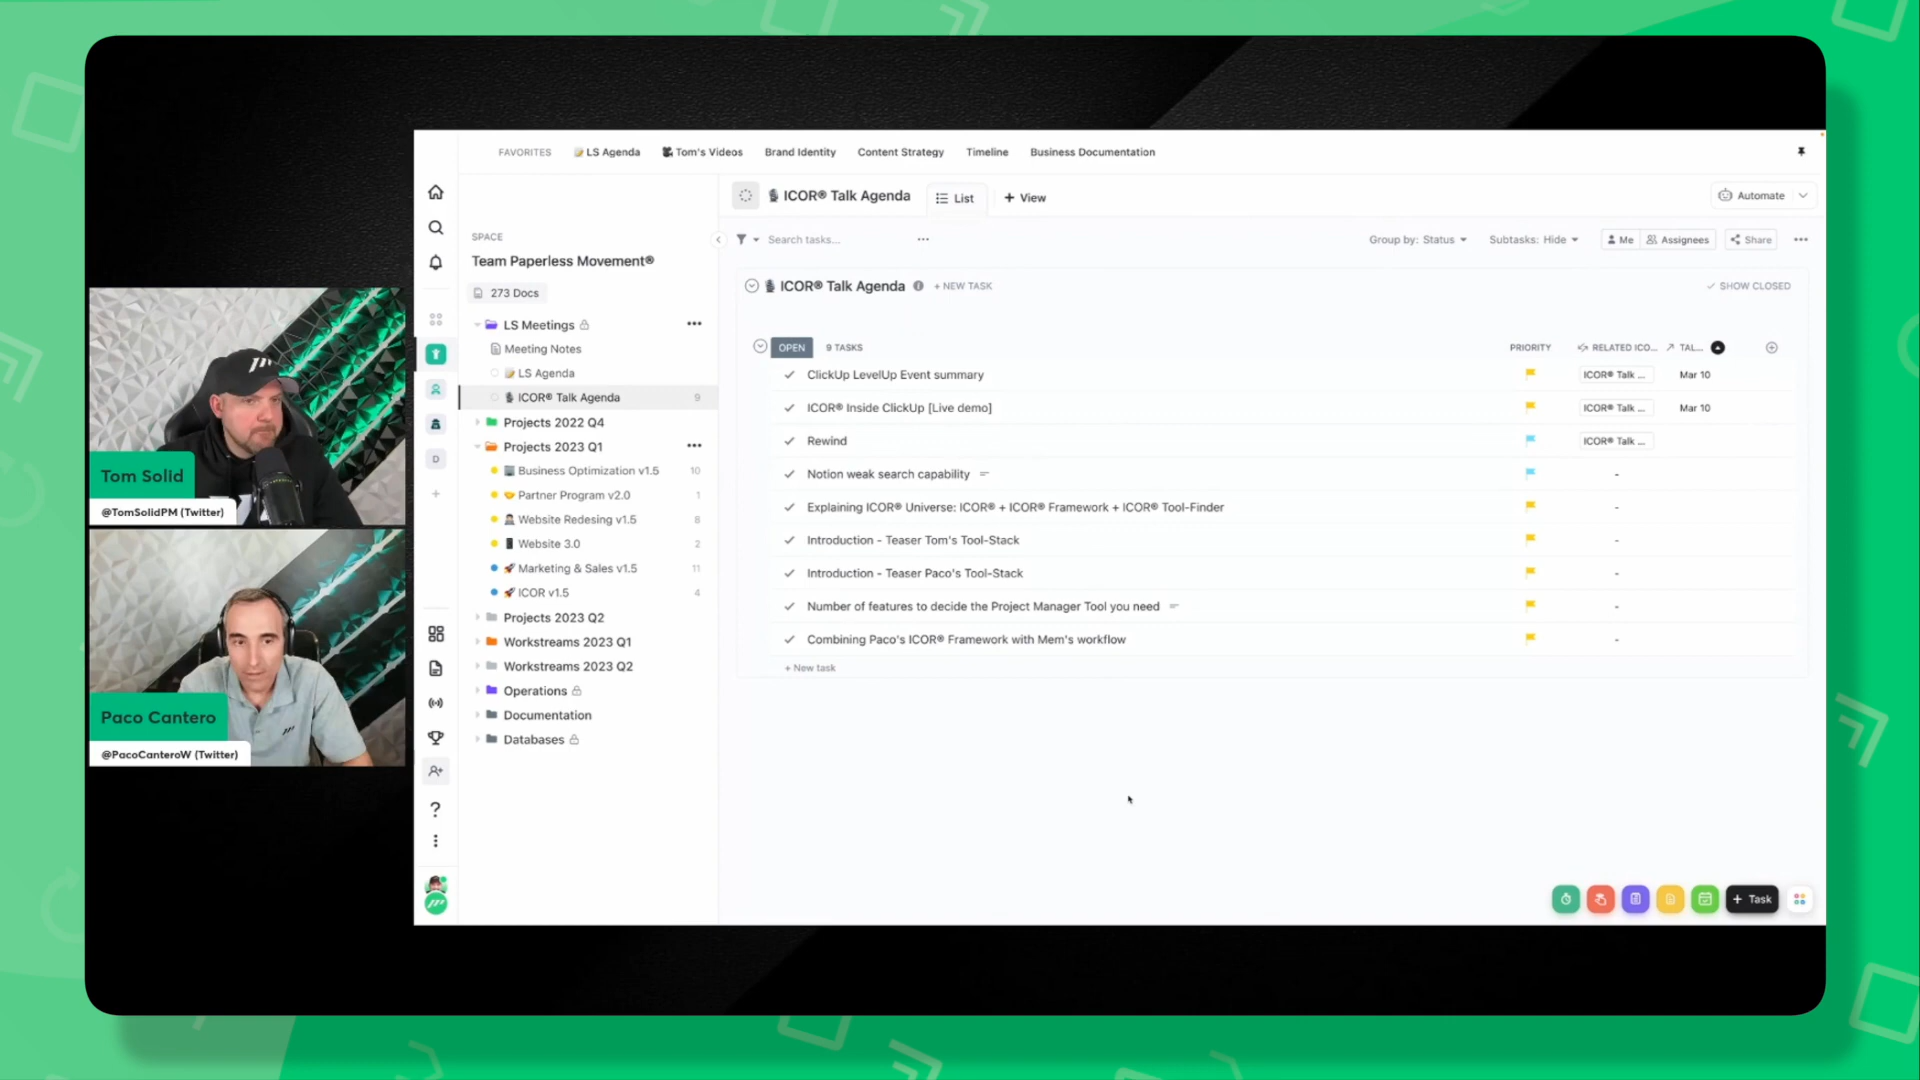 FAVORITES
LS Agenda
Tom's Videos
Brand Identity
Content Strategy
Timeline
Business Documentation
ICOR® Talk Agenda
List
+ View
Automate
SPACE
Team Paperless Movement®
273 Docs
LS Meetings
Meeting Notes
LS Agenda
ICOR® Talk Agenda 9
Projects 2022 Q4
Projects 2023 Q1
Business Optimization v1.5 10
Partner Program v2.0 1
Website Redesing v1.5 8
Website 3.0 2
Marketing & Sales v1.5 11
ICOR v1.5 4
Projects 2023 Q2
Workstreams 2023 Q1
Workstreams 2023 Q2
Operations
Documentation
Databases
D
Search tasks...
Group by: Status
Subtasks: Hide
Me
Assignees
Share
ICOR® Talk Agenda
+ NEW TASK
SHOW CLOSED
OPEN 9 TASKS PRIORITY RELATED ICO... TAL...
ClickUp LevelUp Event summary ICOR® Talk ... Mar 10
ICOR® Inside ClickUp [Live demo] ICOR® Talk ... Mar 10
Rewind ICOR® Talk ...
Notion weak search capability -
Explaining ICOR® Universe: ICOR® + ICOR® Framework + ICOR® Tool-Finder -
Introduction - Teaser Tom's Tool-Stack -
Introduction - Teaser Paco's Tool-Stack -
Number of features to decide the Project Manager Tool you need -
Combining Paco's ICOR® Framework with Mem's workflow -
+ New task
+ Task
Tom Solid
@TomSolidPM (Twitter)
Paco Cantero
@PacoCanteroW (Twitter)